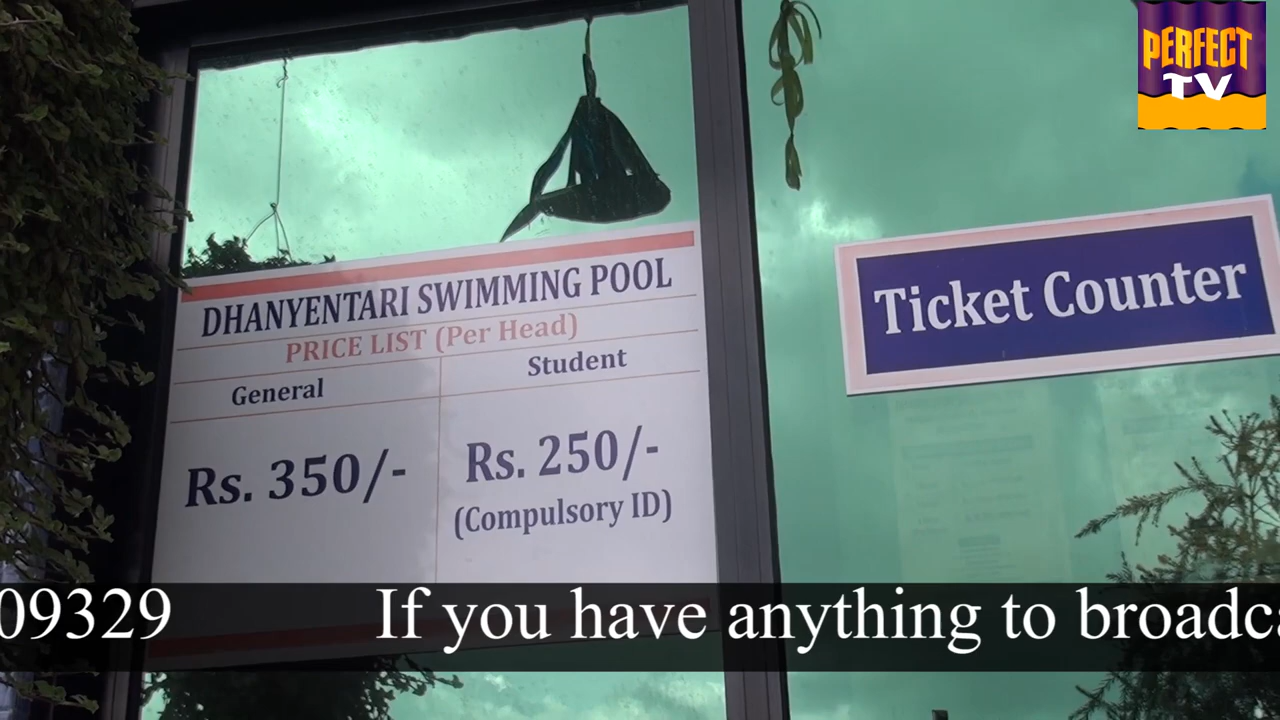 PERFECT
TV
DHANYENTARI SWIMMING POOL
PRICE LIST (Per Head)
General
Student
Rs. 350/-
Rs. 250/-
(Compulsory ID)
Ticket Counter
09329 If you have anything to broadca